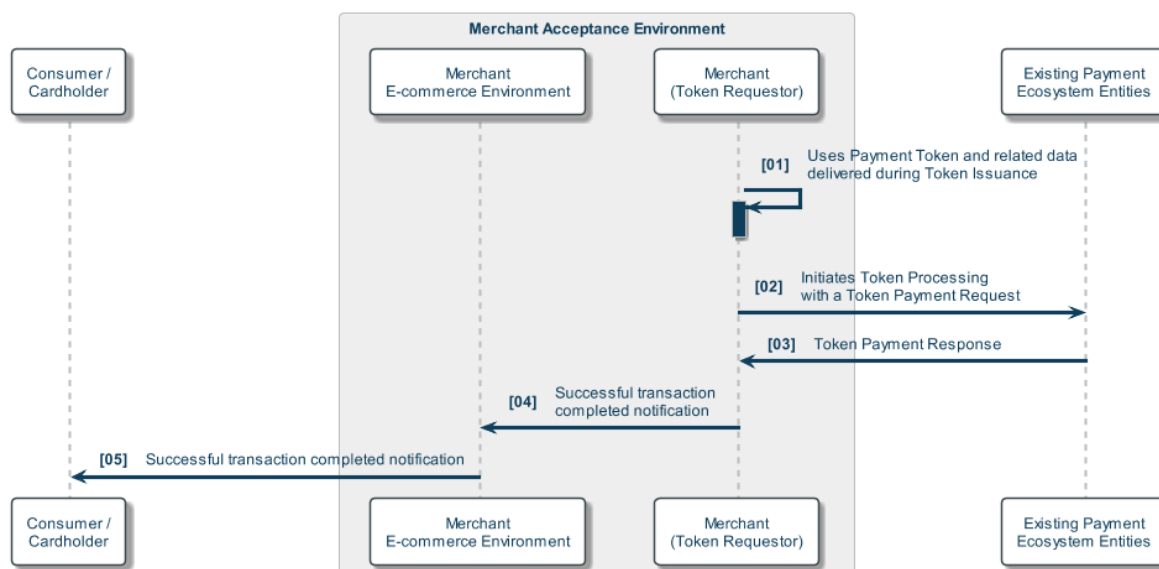 Merchant Acceptance Environment
Consumer /
Cardholder
Merchant
E-commerce Environment
Merchant
(Token Requestor)
Existing Payment
Ecosystem Entities
[01] Uses Payment Token and related data
delivered during Token Issuance
[02] Initiates Token Processing
with a Token Payment Request
[03] Token Payment Response
[04] Successful transaction
completed notification
[05] Successful transaction completed notification
Consumer /
Cardholder
Merchant
E-commerce Environment
Merchant
(Token Requestor)
Existing Payment
Ecosystem Entities